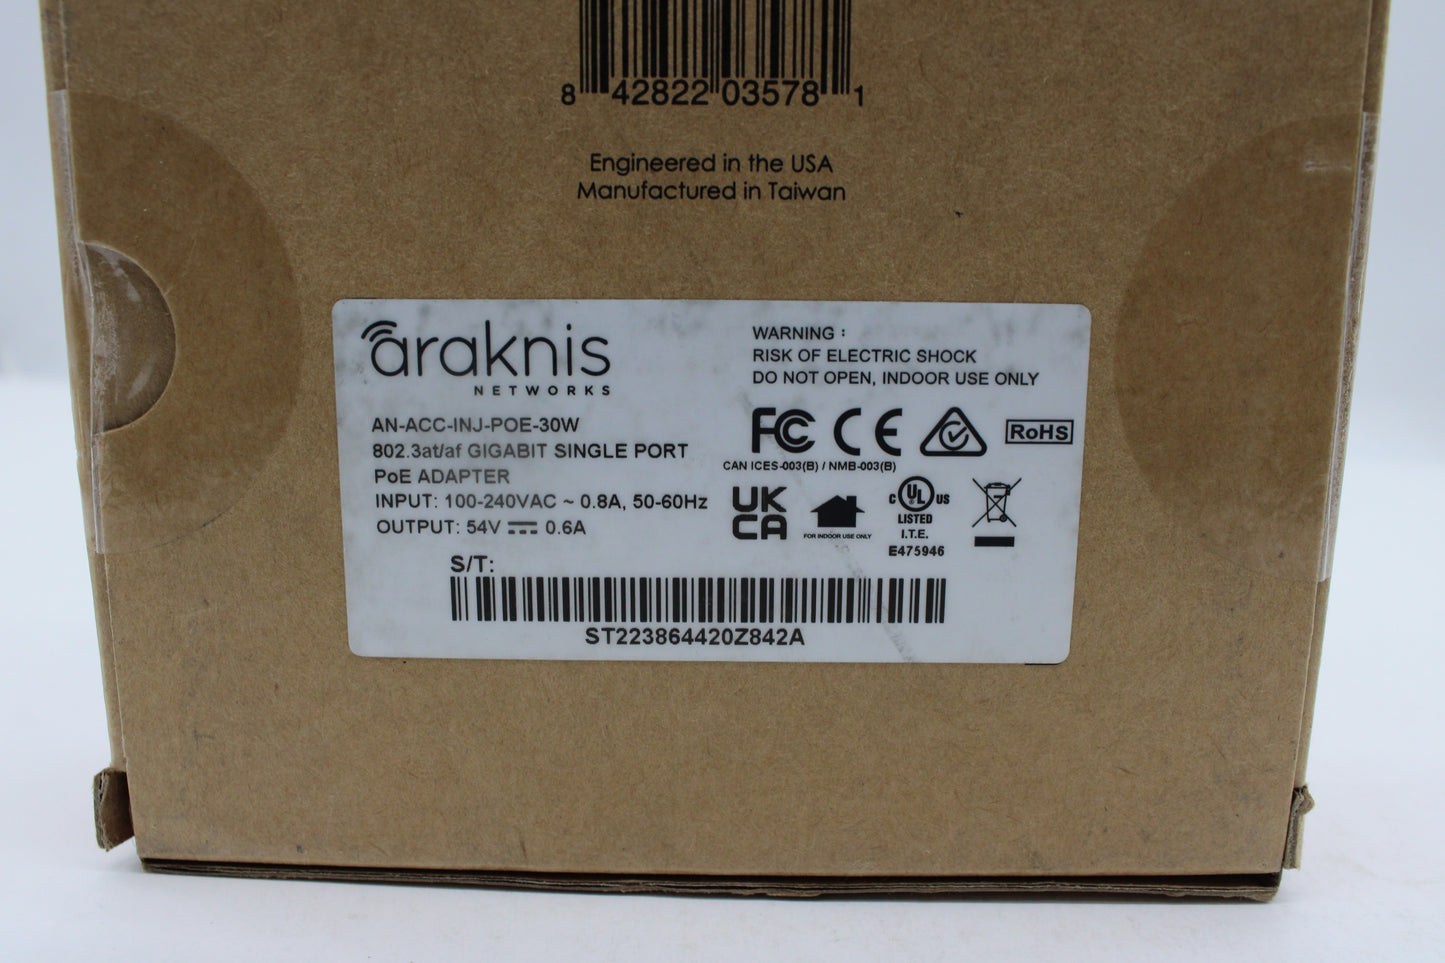 8 42822 03578 1
Engineered in the USA
Manufactured in Taiwan
araknis
NETWORKS
AN-ACC-INJ-POE-30W
802.3at/af GIGABIT SINGLE PORT
PoE ADAPTER
INPUT: 100-240VAC ~ 0.8A, 50-60Hz
OUTPUT: 54V ⎓ 0.6A
WARNING :
RISK OF ELECTRIC SHOCK
DO NOT OPEN, INDOOR USE ONLY
FC CE RoHS
CAN ICES-003(B) / NMB-003(B)
UK
CA
FOR INDOOR USE ONLY
C UL US
LISTED
I.T.E.
E475946
S/T:
ST223864420Z842A